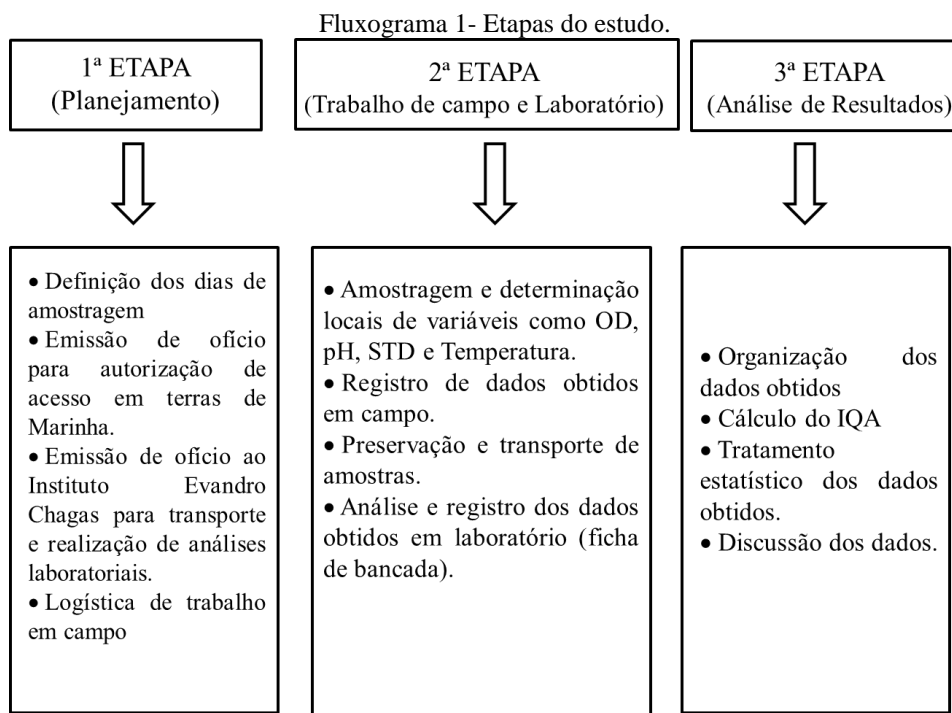 Fluxograma 1- Etapas do estudo.
1ª ETAPA
(Planejamento)
2ª ETAPA
(Trabalho de campo e Laboratório)
3ª ETAPA
(Análise de Resultados)
• Definição dos dias de
amostragem
• Emissão de ofício
para autorização de
acesso em terras de
Marinha.
• Emissão de ofício ao
Instituto Evandro
Chagas para transporte
e realização de análises
laboratoriais.
• Logística de trabalho
em campo
• Amostragem e determinação
locais de variáveis como OD,
pH, STD e Temperatura.
• Registro de dados obtidos
em campo.
• Preservação e transporte de
amostras.
• Análise e registro dos dados
obtidos em laboratório (ficha
de bancada).
• Organização dos
dados obtidos
• Cálculo do IQA
• Tratamento
estatístico dos dados
obtidos.
• Discussão dos dados.